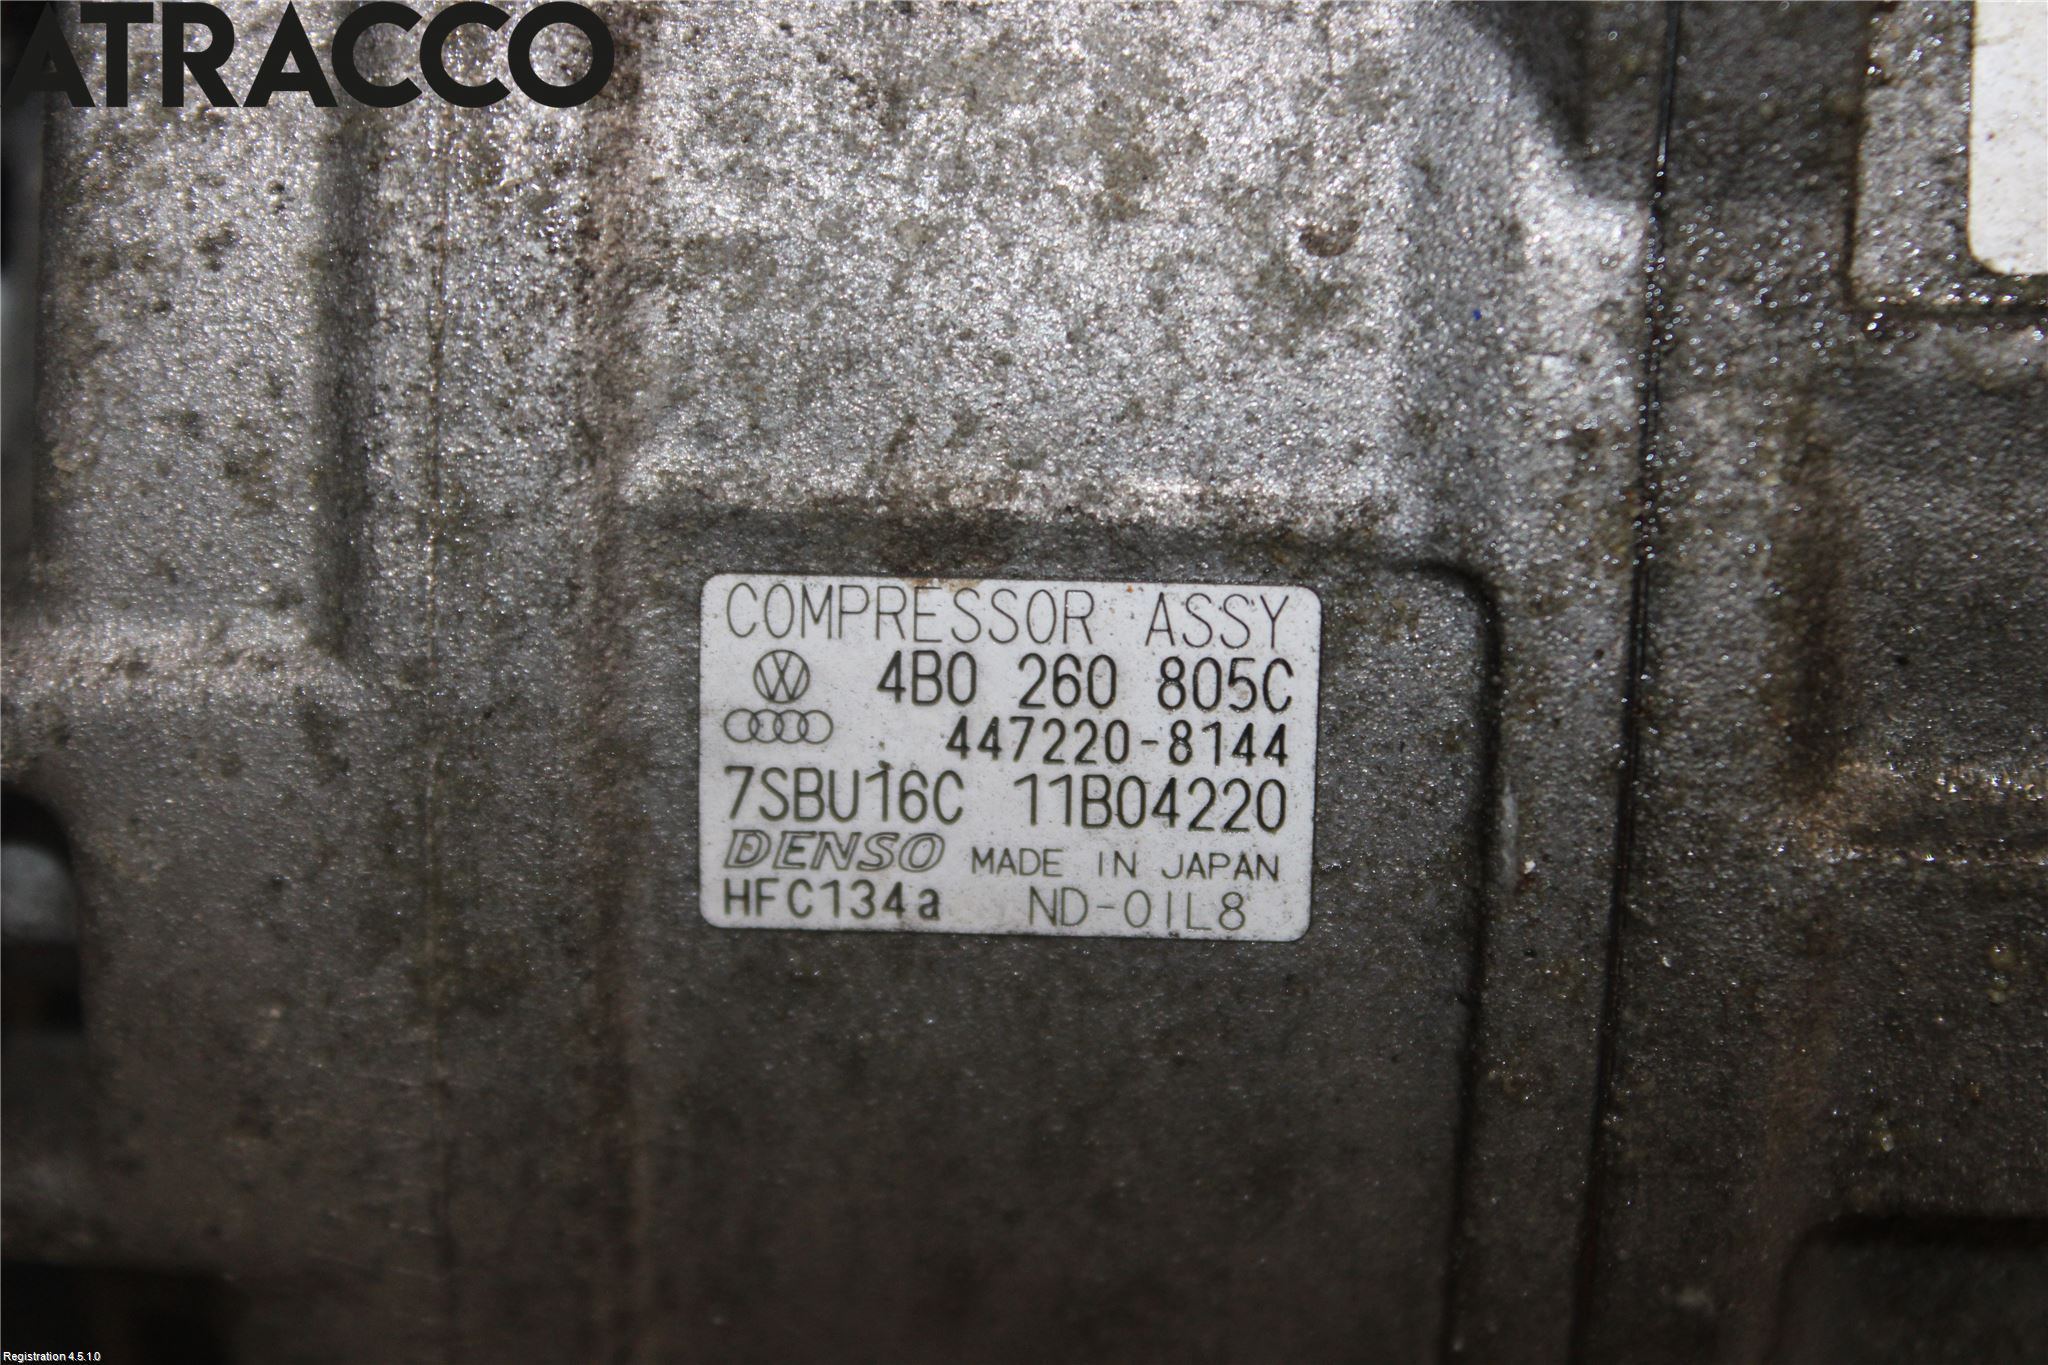 ATRACCO
COMPRESSOR ASSY
4B0 260 805C
447220-8144
7SBU16C 11B04220
DENSO MADE IN JAPAN
HFC134a ND-OIL8
Registration 4.5.1.0